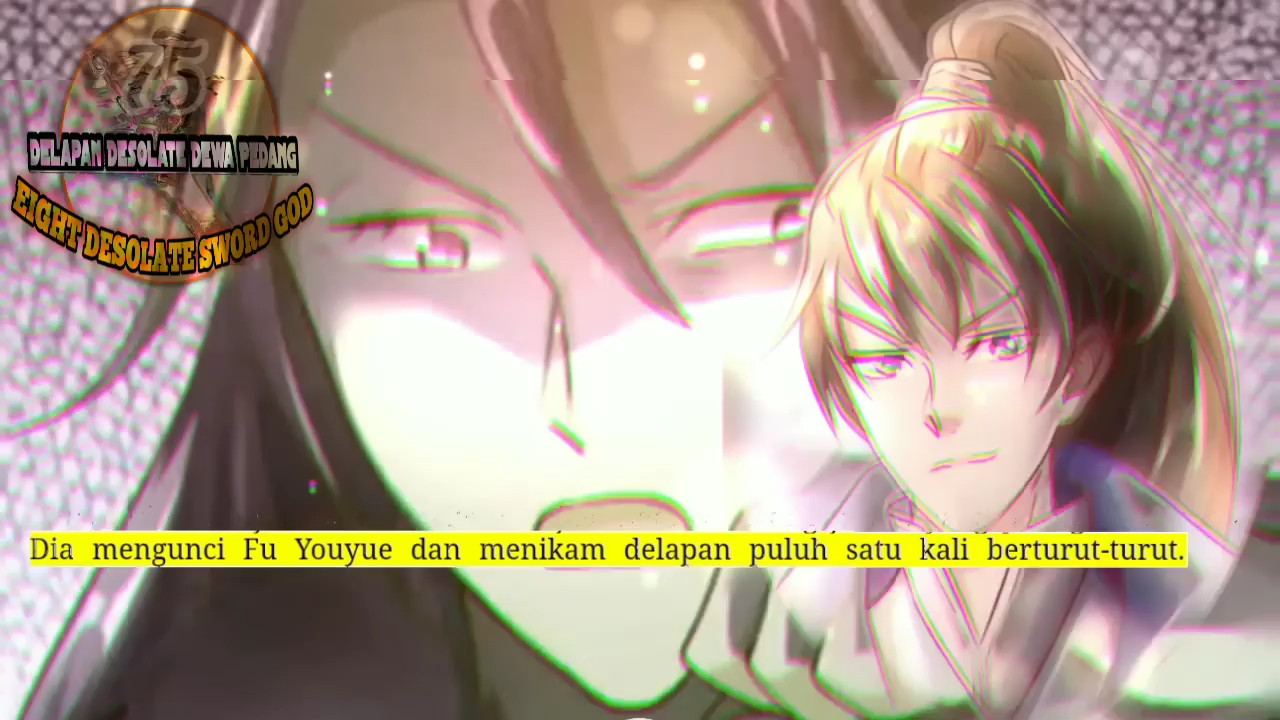 75
DELAPAN DESOLATE DEWA PEDANG
EIGHT DESOLATE SWORD GOD
Dia mengunci Fu Youyue dan menikam delapan puluh satu kali berturut-turut.